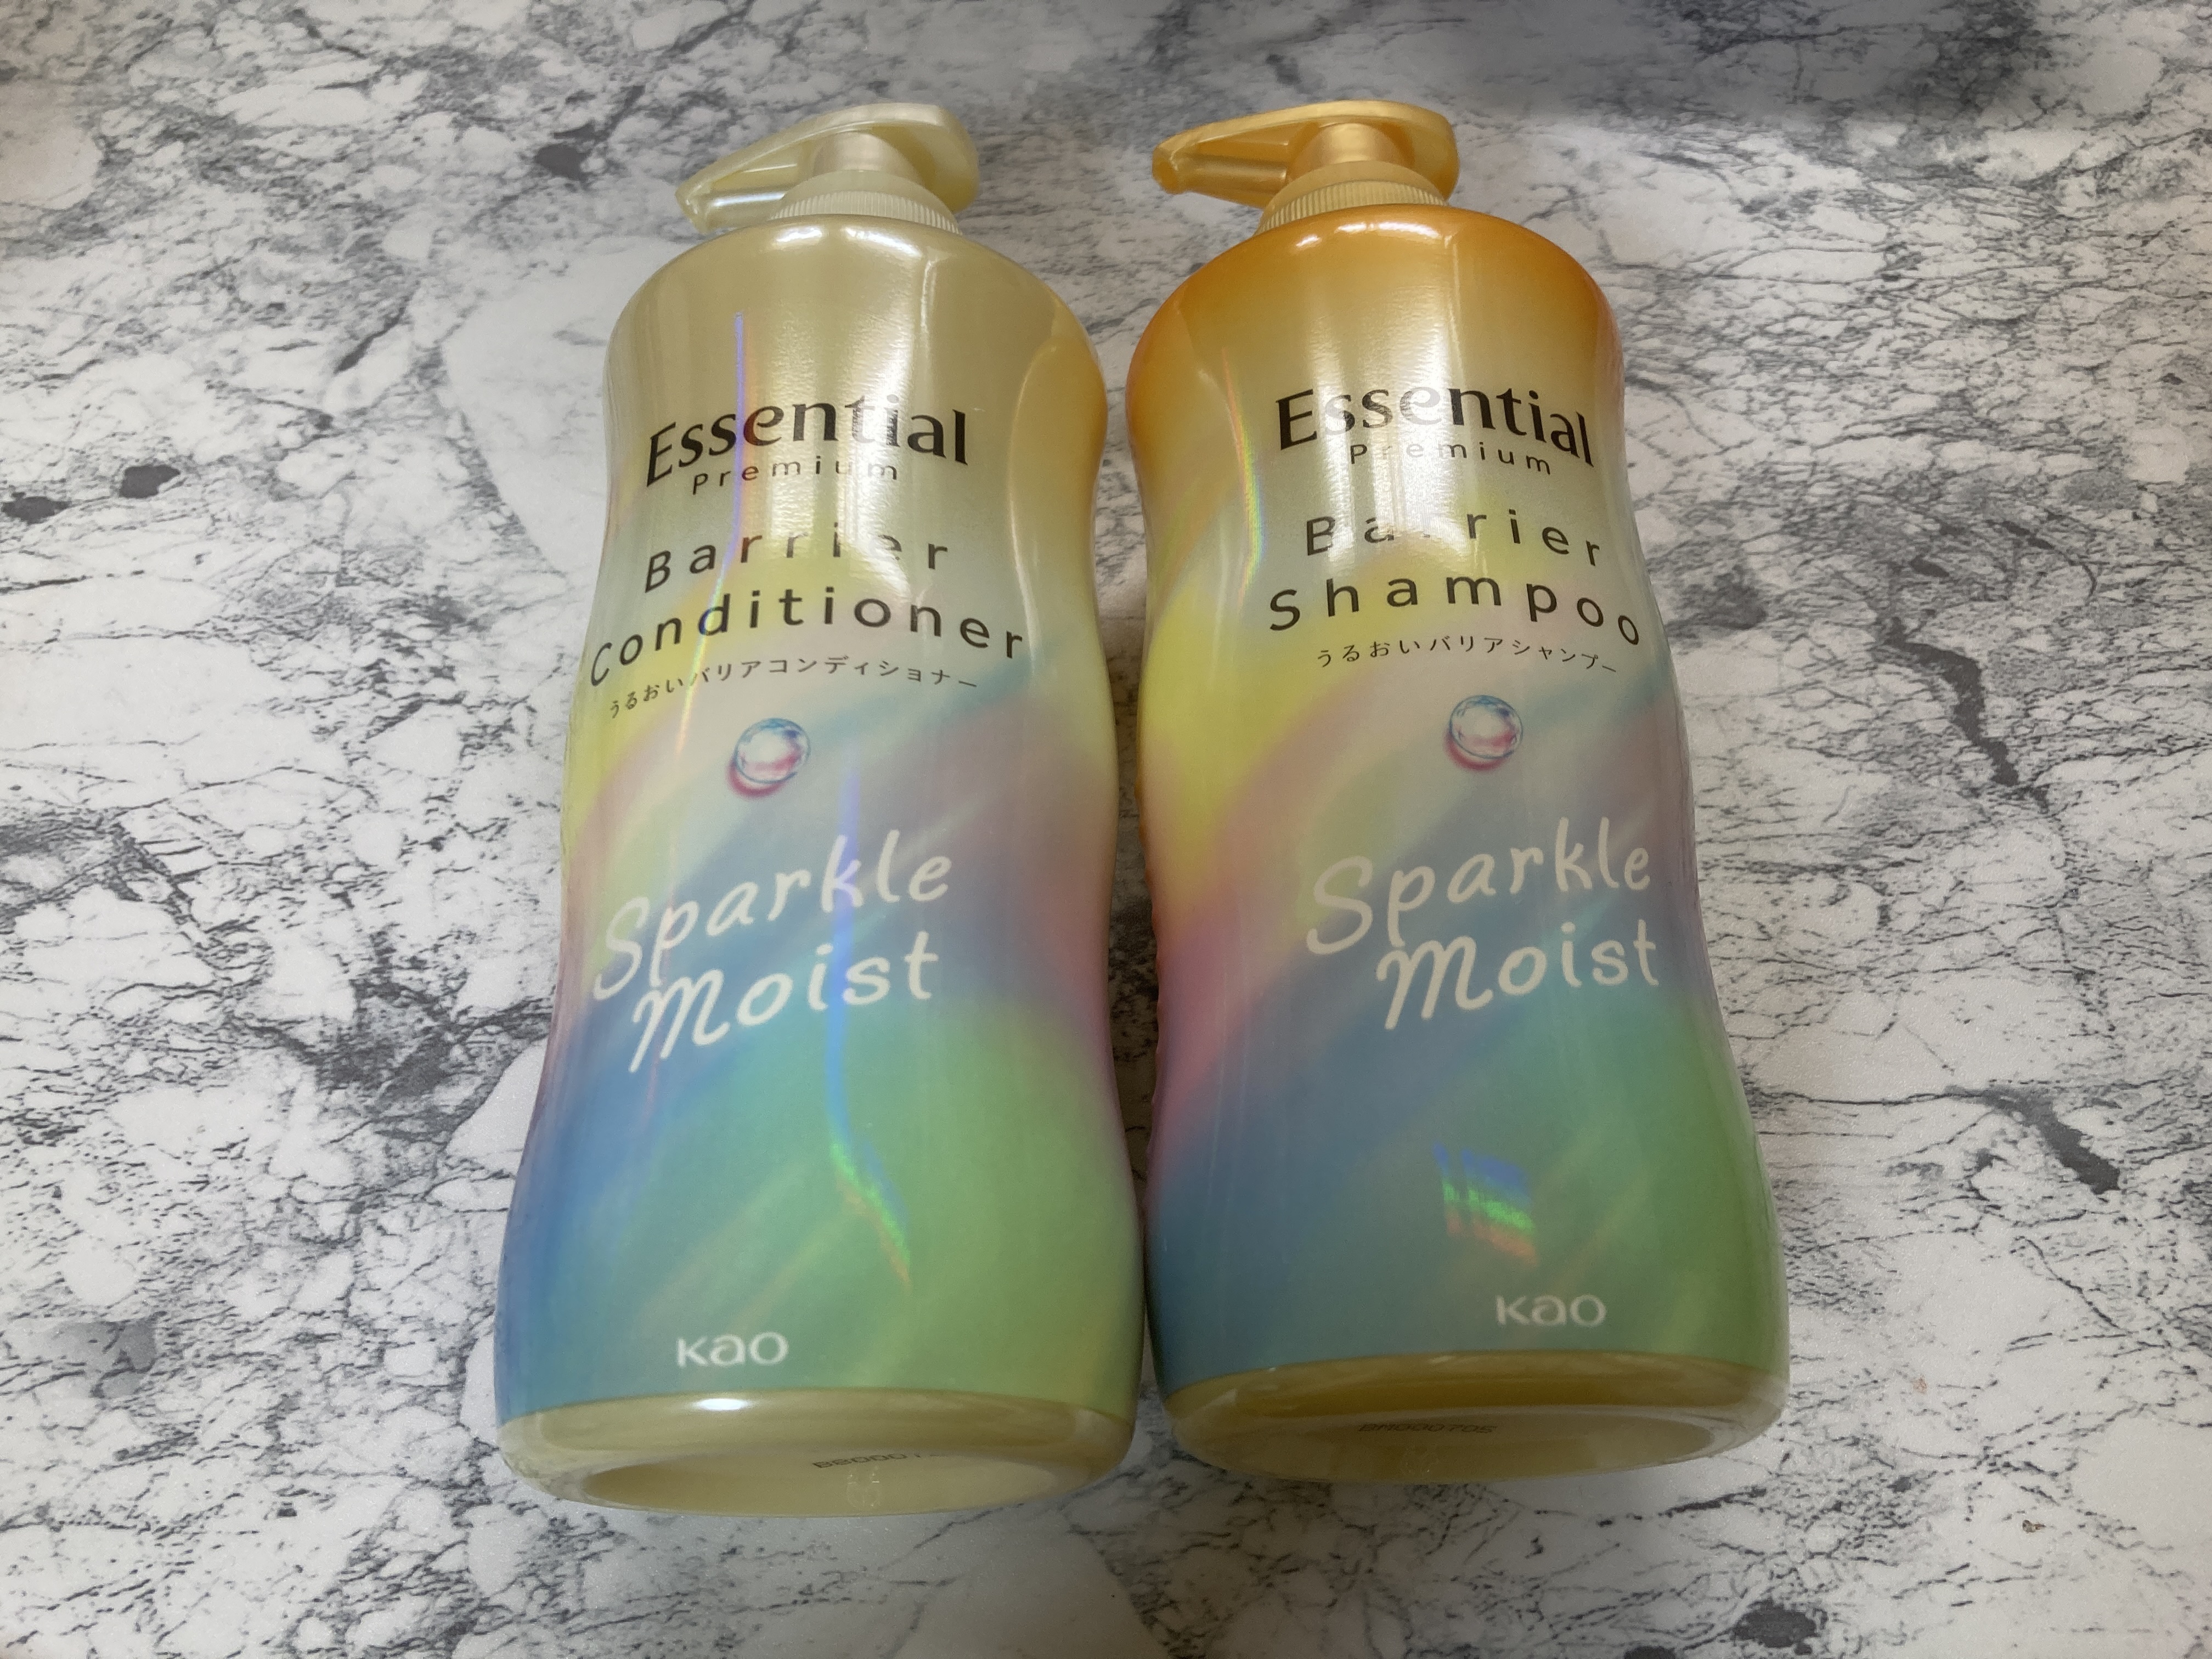 Essential
Premium
Barrier
Conditioner
うるおいバリアコンディショナー
Sparkle
Moist
Kao
Essential
Premium
Barrier
Shampoo
うるおいバリアシャンプー
Sparkle
Moist
Kao